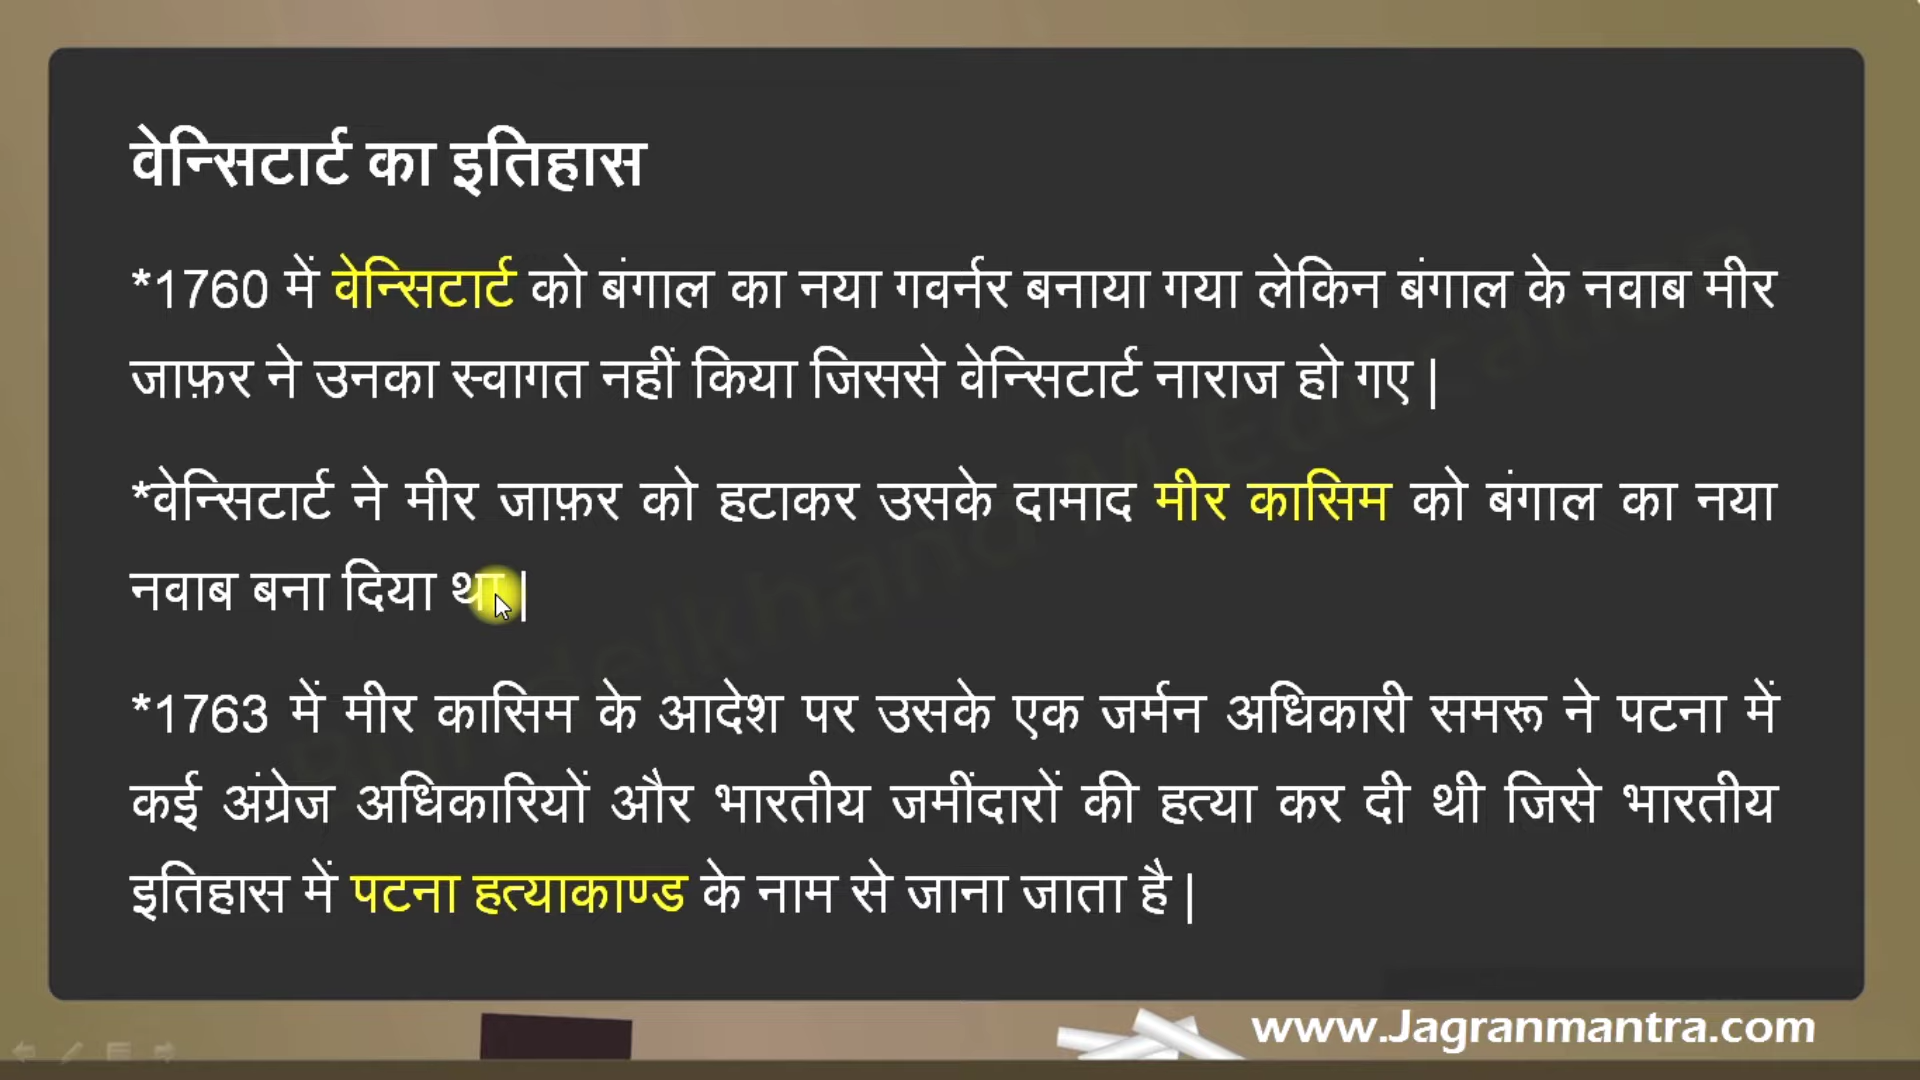 वेन्सिटार्ट का इतिहास
*1760 में वेन्सिटार्ट को बंगाल का नया गवर्नर बनाया गया लेकिन बंगाल के नवाब मीर
जाफ़र ने उनका स्वागत नहीं किया जिससे वेन्सिटार्ट नाराज हो गए |
*वेन्सिटार्ट ने मीर जाफ़र को हटाकर उसके दामाद मीर कासिम को बंगाल का नया
नवाब बना दिया था |
*1763 में मीर कासिम के आदेश पर उसके एक जर्मन अधिकारी समरू ने पटना में
कई अंग्रेज अधिकारियों और भारतीय जमींदारों की हत्या कर दी थी जिसे भारतीय
इतिहास में पटना हत्याकाण्ड के नाम से जाना जाता है |
Bundelkhand M Education
www.Jagranmantra.com